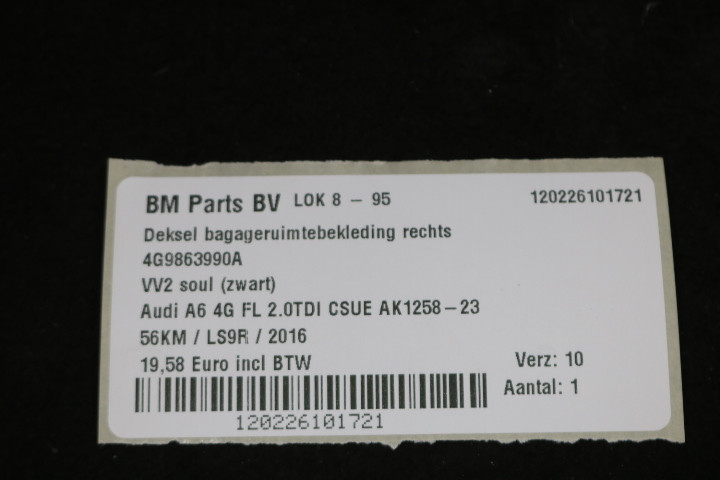 BM Parts BV LOK 8 - 95 120226101721
Deksel bagageruimtebekleding rechts
4G9863990A
VV2 soul (zwart)
Audi A6 4G FL 2.0TDI CSUE AK1258-23
56KM / LS9R / 2016
19,58 Euro incl BTW Verz: 10
Aantal: 1
120226101721